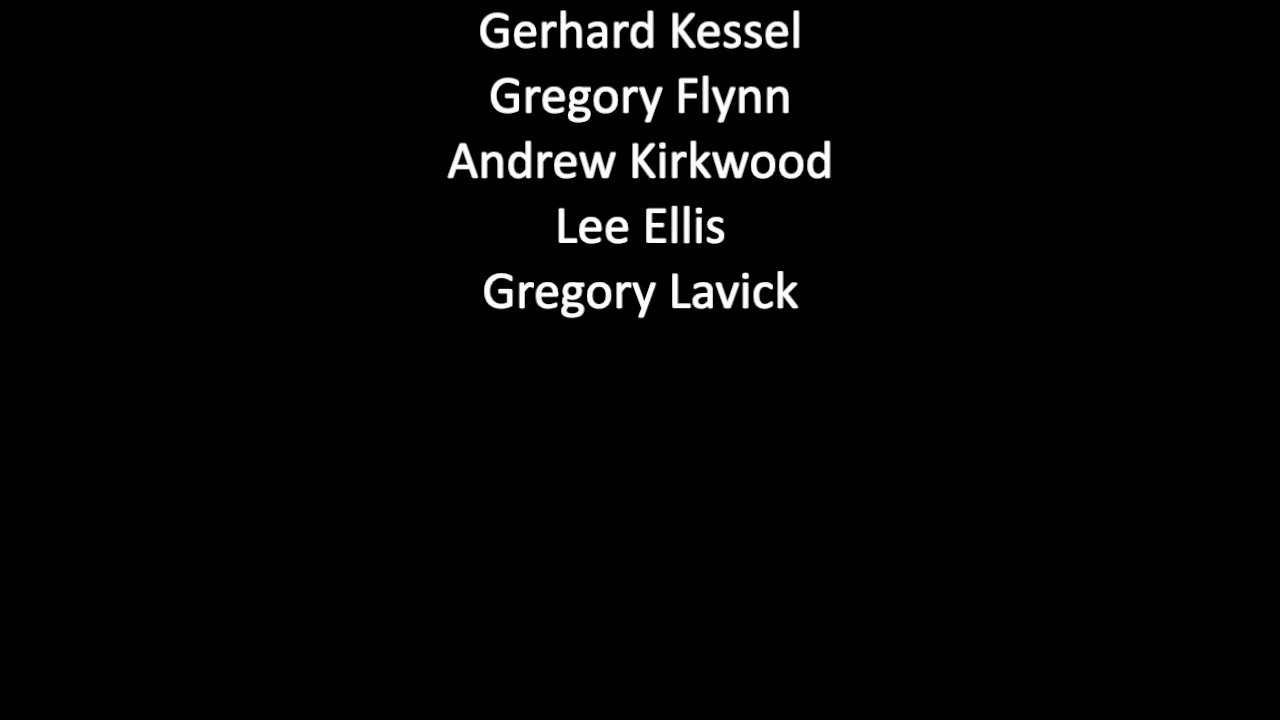 Gerhard Kessel
Gregory Flynn
Andrew Kirkwood
Lee Ellis
Gregory Lavick